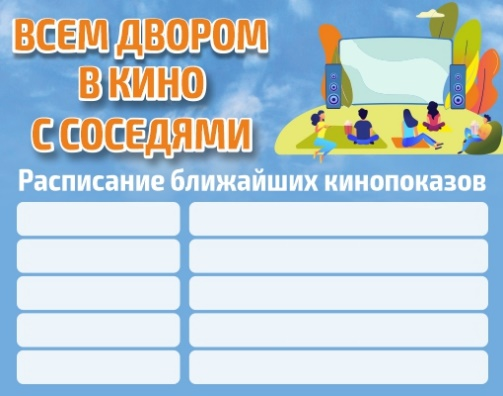 ВСЕМ ДВОРОМ
В КИНО
С СОСЕДЯМИ
Расписание ближайших кинопоказов